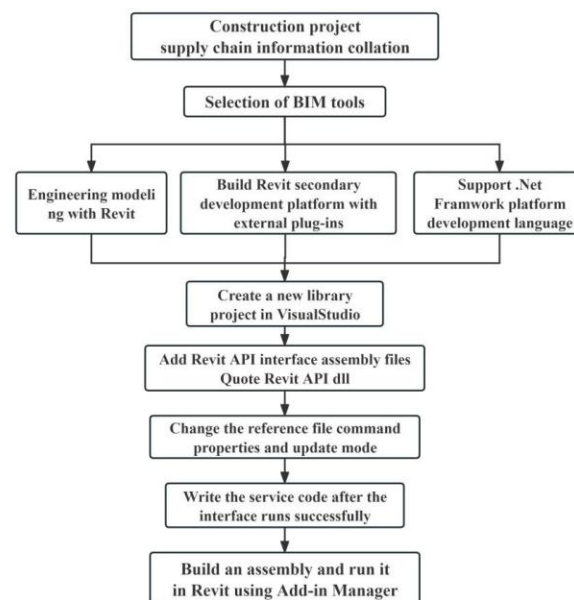 Construction project
supply chain information collation
Selection of BIM tools
Engineering modeli
ng with Revit
Build Revit secondary
development platform with
external plug-ins
Support .Net
Framwork platform
development language
Create a new library
project in VisualStudio
Add Revit API interface assembly files
Quote Revit API dll
Change the reference file command
properties and update mode
Write the service code after the
interface runs successfully
Build an assembly and run it
in Revit using Add-in Manager